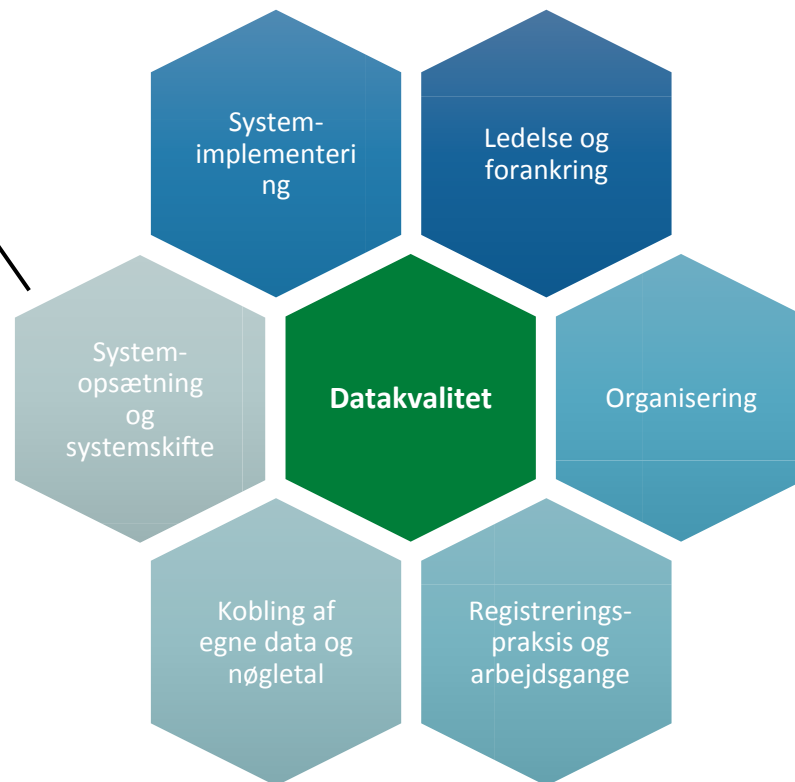 System-
implementeri
ng
Ledelse og
forankring
System-
opsætning
og
systemskifte
Datakvalitet
Organisering
Kobling af
egne data og
nøgletal
Registrerings-
praksis og
arbejdsgange